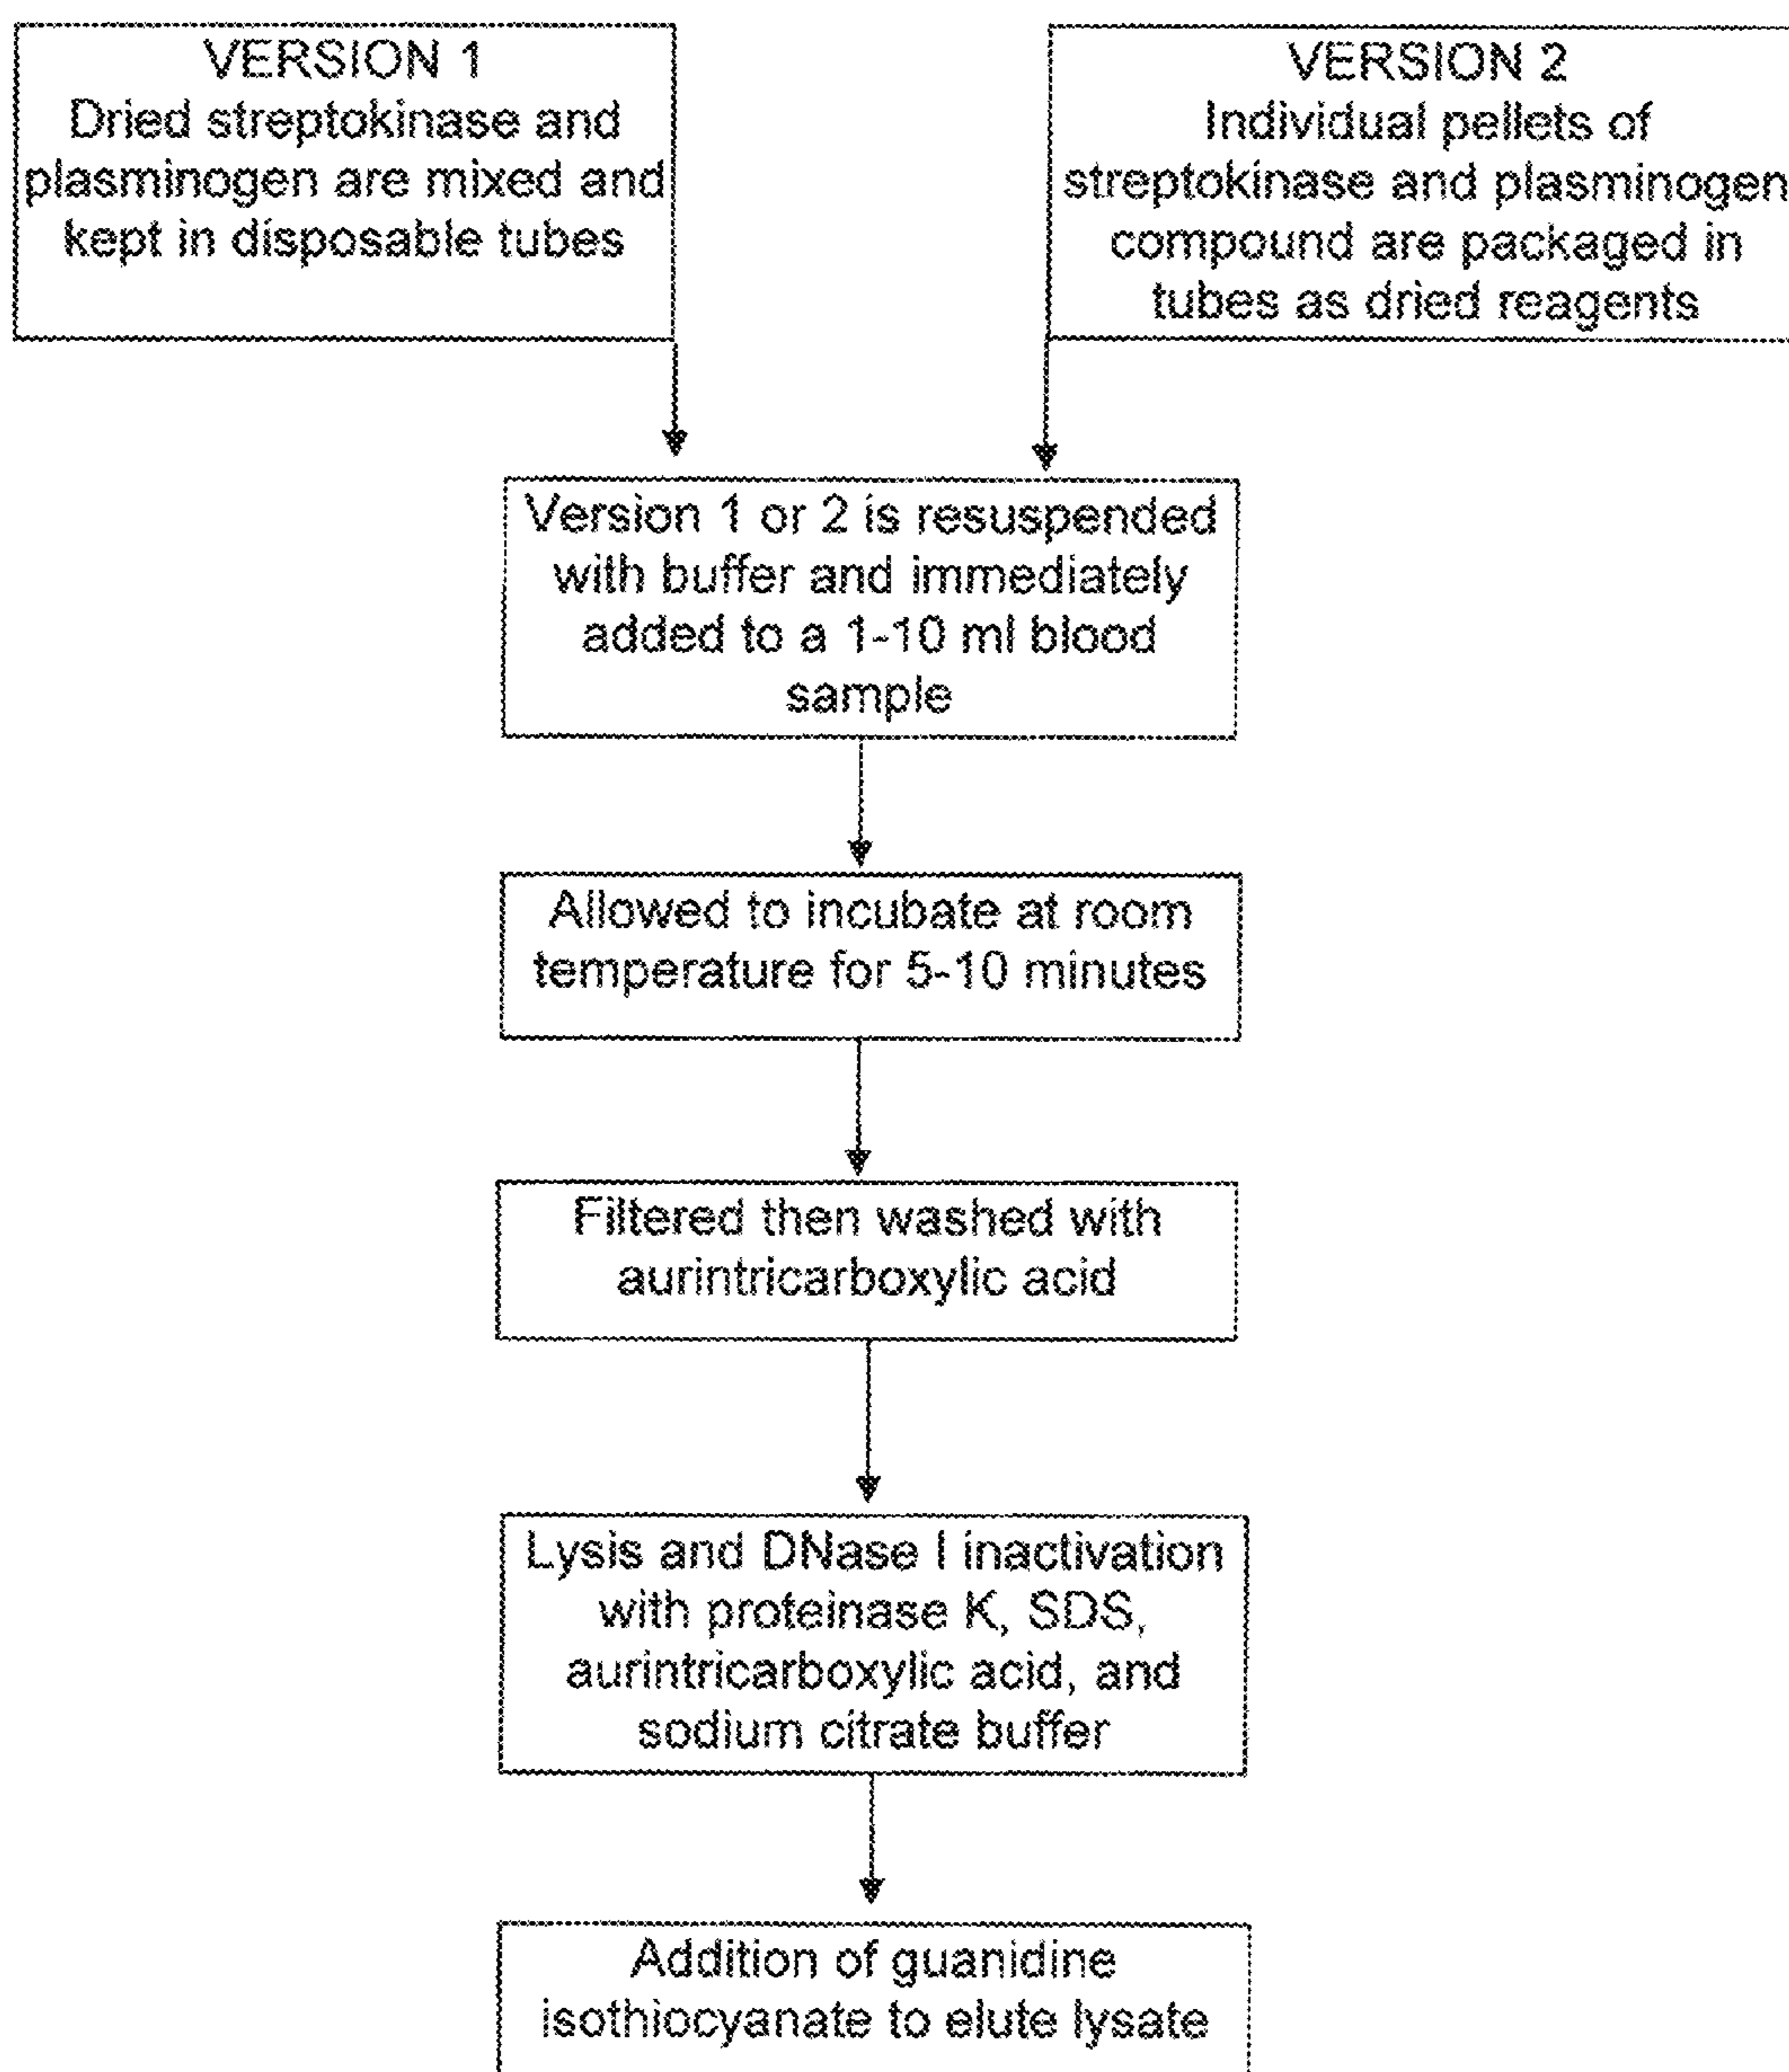 VERSION 1
Dried streptokinase and
plasminogen are mixed and
kept in disposable tubes
VERSION 2
Individual pellets of
streptokinase and plasminogen
compound are packaged in
tubes as dried reagents
Version 1 or 2 is resuspended
with buffer and immediately
added to a 1-10 ml blood
sample
Allowed to incubate at room
temperature for 5-10 minutes
Filtered then washed with
aurintricarboxylic acid
Lysis and DNase I inactivation
with proteinase K, SDS,
aurintricarboxylic acid, and
sodium citrate buffer
Addition of guanidine
isothiocyanate to elute lysate